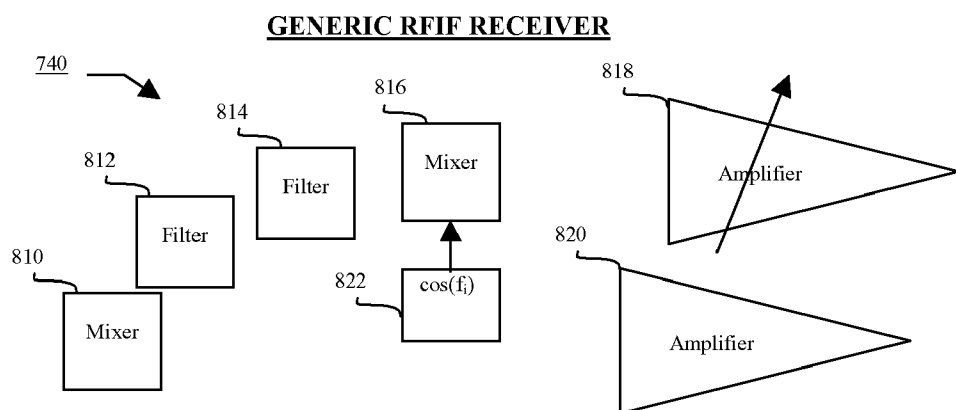 GENERIC RFIF RECEIVER
740
814
816
818
812
Filter
Mixer
Amplifier
810
Filter
820
822
cos(fi)
Mixer
Amplifier